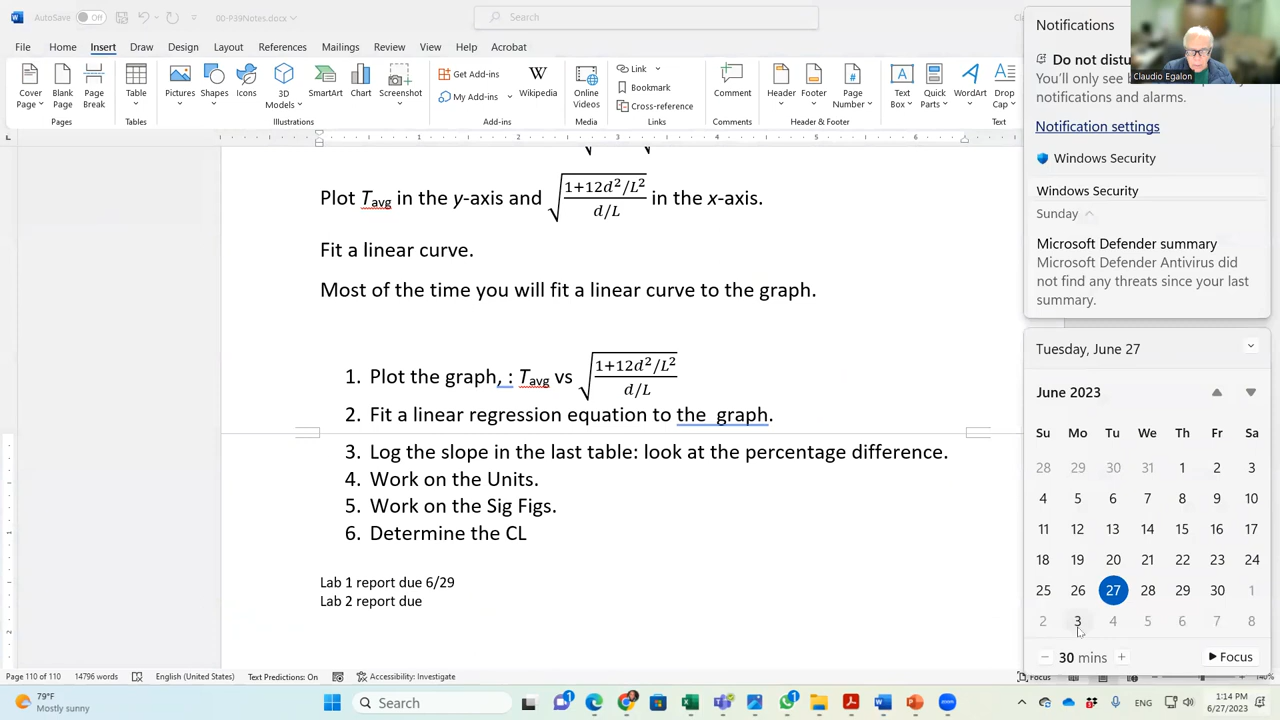 AutoSave Off 00-P39Notes.docx Search
File Home Insert Draw Design Layout References Mailings Review View Help Acrobat
Cover Page Blank Page Page Break Table Pictures Shapes Icons 3D Models SmartArt Chart Screenshot Get Add-ins My Add-ins Wikipedia Online Videos Link Bookmark Cross-reference Comment Header Footer Page Number Text Box Quick Parts WordArt Drop Cap
Pages Tables Illustrations Add-ins Media Links Comments Header & Footer Text
Plot Tavg in the y-axis and √((1+12d²/L²)/(d/L)) in the x-axis.
Fit a linear curve.
Most of the time you will fit a linear curve to the graph.
1. Plot the graph, : Tavg vs √((1+12d²/L²)/(d/L))
2. Fit a linear regression equation to the graph.
3. Log the slope in the last table: look at the percentage difference.
4. Work on the Units.
5. Work on the Sig Figs.
6. Determine the CL
Lab 1 report due 6/29
Lab 2 report due
Notifications
Claudio Egalon
Do not distu
You'll only see
notifications and alarms.
Notification settings
Windows Security
Windows Security
Sunday
Microsoft Defender summary
Microsoft Defender Antivirus did
not find any threats since your last
summary.
Tuesday, June 27
June 2023
Su Mo Tu We Th Fr Sa
28 29 30 31 1 2 3
4 5 6 7 8 9 10
11 12 13 14 15 16 17
18 19 20 21 22 23 24
25 26 27 28 29 30 1
2 3 4 5 6 7 8
30 mins Focus
Page 110 of 110 14796 words English (United States) Text Predictions: On Accessibility: Investigate Focus 140%
79°F
Mostly sunny
Search
ENG
1:14 PM
6/27/2023